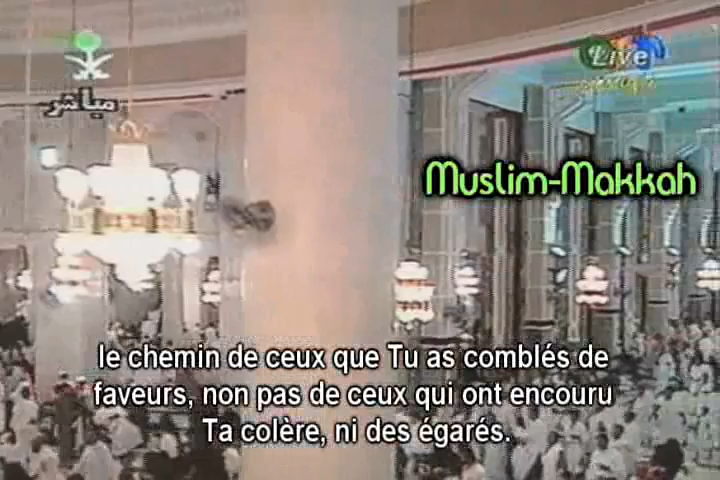 مباشر
Live
Muslim-Makkah
le chemin de ceux que Tu as comblés de
faveurs, non pas de ceux qui ont encouru
Ta colère, ni des égarés.